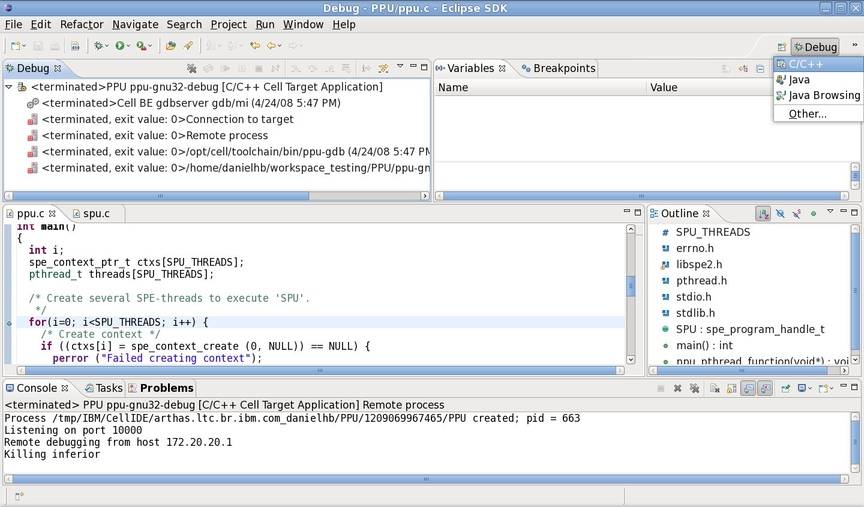 Debug - PPU/ppu.c - Eclipse SDK
File Edit Refactor Navigate Search Project Run Window Help
Debug »
C/C++
Java
Java Browsing
Other...
Debug
<terminated>PPU ppu-gnu32-debug [C/C++ Cell Target Application]
<terminated>Cell BE gdbserver gdb/mi (4/24/08 5:47 PM)
<terminated, exit value: 0>Connection to target
<terminated, exit value: 0>Remote process
<terminated, exit value: 0>/opt/cell/toolchain/bin/ppu-gdb (4/24/08 5:47 PM
<terminated, exit value: 0>/home/danielhb/workspace_testing/PPU/ppu-gn
Variables Breakpoints
Name Value
ppu.c spu.c
int main()
{
int i;
spe_context_ptr_t ctxs[SPU_THREADS];
pthread_t threads[SPU_THREADS];
/* Create several SPE-threads to execute 'SPU'.
*/
for(i=0; i<SPU_THREADS; i++) {
/* Create context */
if ((ctxs[i] = spe_context_create (0, NULL)) == NULL) {
perror ("Failed creating context");
Outline
# SPU_THREADS
errno.h
libspe2.h
pthread.h
stdio.h
stdlib.h
SPU : spe_program_handle_t
main() : int
ppu_pthread_function(void*) : voi
Console Tasks Problems
<terminated> PPU ppu-gnu32-debug [C/C++ Cell Target Application] Remote process
Process /tmp/IBM/CellIDE/arthas.ltc.br.ibm.com_danielhb/PPU/1209069967465/PPU created; pid = 663
Listening on port 10000
Remote debugging from host 172.20.20.1
Killing inferior